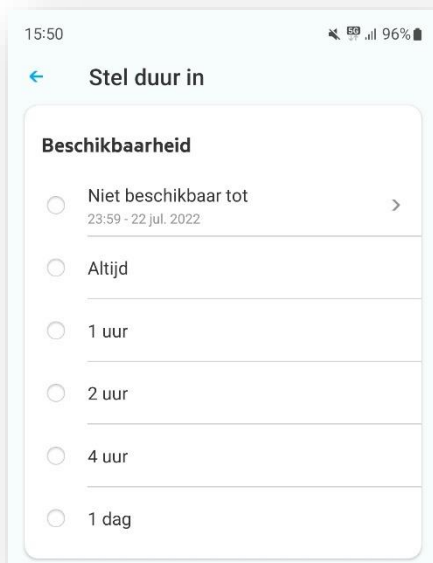 15:50
5G 96%
Stel duur in
Beschikbaarheid
Niet beschikbaar tot
23:59 - 22 jul. 2022
Altijd
1 uur
2 uur
4 uur
1 dag